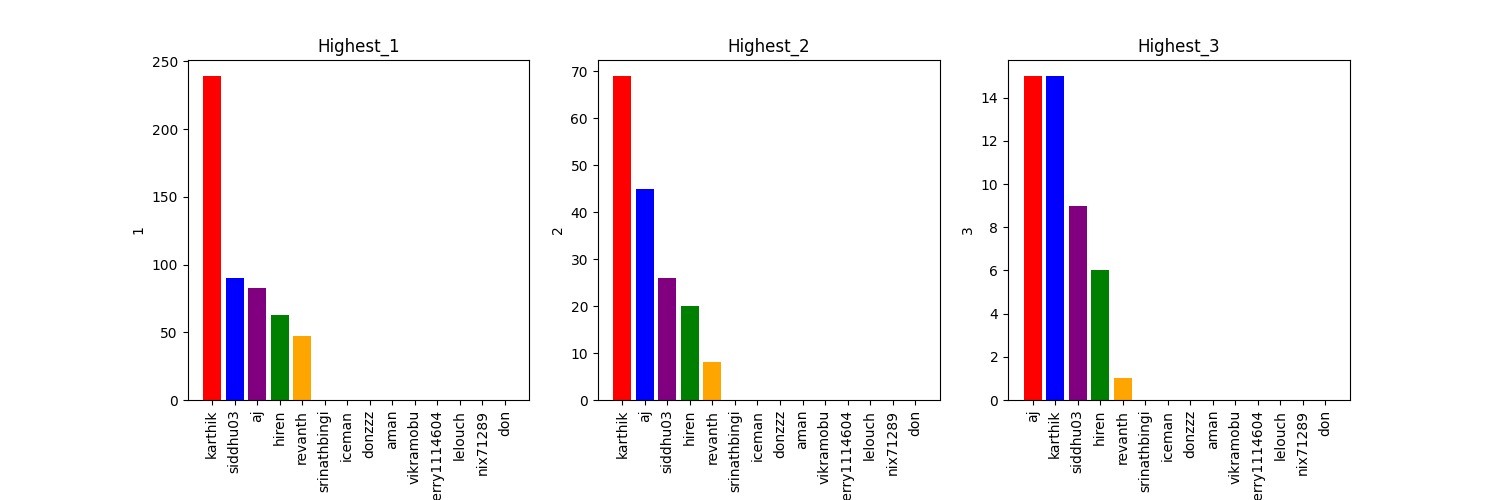 Highest_1
250
200
150
100
50
0
1
karthik
siddhu03
aj
hiren
revanth
srinathbingi
iceman
donzzz
aman
vikramobu
erry1114604
lelouch
nix71289
don
Highest_2
70
60
50
40
30
20
10
0
2
karthik
aj
siddhu03
hiren
revanth
srinathbingi
iceman
donzzz
aman
vikramobu
erry1114604
lelouch
nix71289
don
Highest_3
14
12
10
8
6
4
2
0
3
aj
karthik
siddhu03
hiren
revanth
srinathbingi
iceman
donzzz
aman
vikramobu
erry1114604
lelouch
nix71289
don